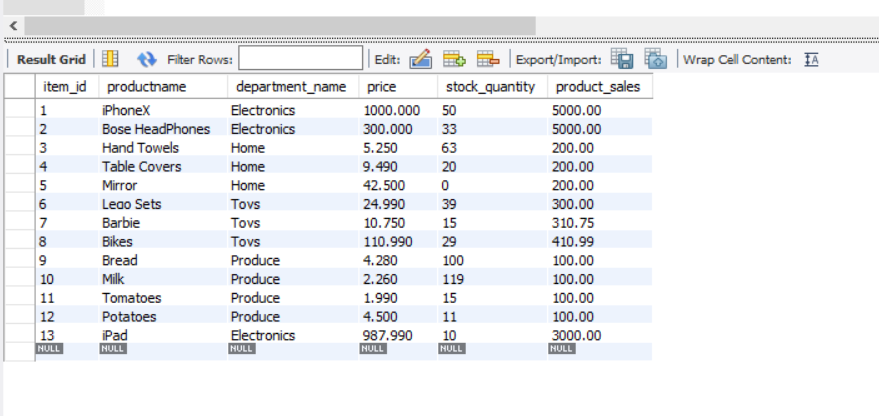 Result Grid Filter Rows: Edit: Export/Import: Wrap Cell Content: IA
item_id productname department_name price stock_quantity product_sales
1 iPhoneX Electronics 1000.000 50 5000.00
2 Bose HeadPhones Electronics 300.000 33 5000.00
3 Hand Towels Home 5.250 63 200.00
4 Table Covers Home 9.490 20 200.00
5 Mirror Home 42.500 0 200.00
6 Lego Sets Toys 24.990 39 300.00
7 Barbie Toys 10.750 15 310.75
8 Bikes Toys 110.990 29 410.99
9 Bread Produce 4.280 100 100.00
10 Milk Produce 2.260 119 100.00
11 Tomatoes Produce 1.990 15 100.00
12 Potatoes Produce 4.500 11 100.00
13 iPad Electronics 987.990 10 3000.00
NULL NULL NULL NULL NULL NULL